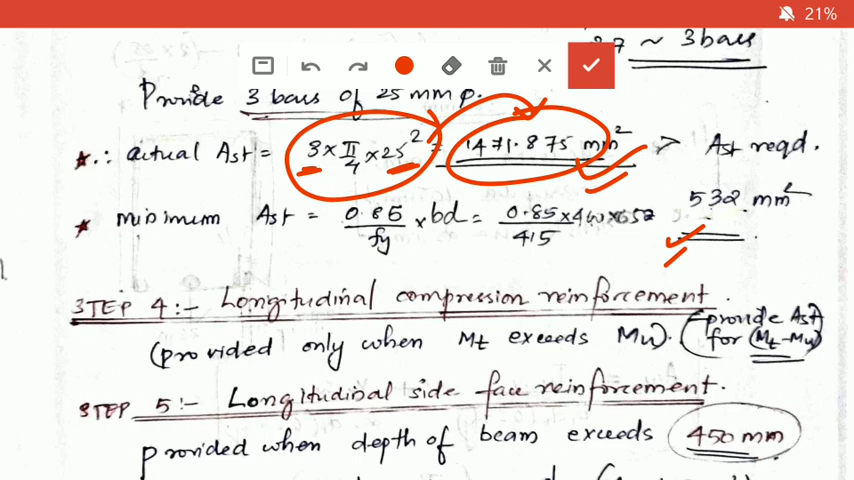 21%
~ 3 bars
Provide 3 bars of 25 mm φ.
∴ actual Ast = 3 × π/4 × 25² = 1471.875 mm² > Ast reqd.
minimum Ast = 0.85/fy × bd = 0.85×400×652/415 532 mm²
STEP 4:- Longitudinal compression reinforcement.
(provided only when Mt exceeds Mu). (provide Ast for (Mt-Mu)
STEP 5:- Longitudinal side face reinforcement.
provided when depth of beam exceeds 450 mm